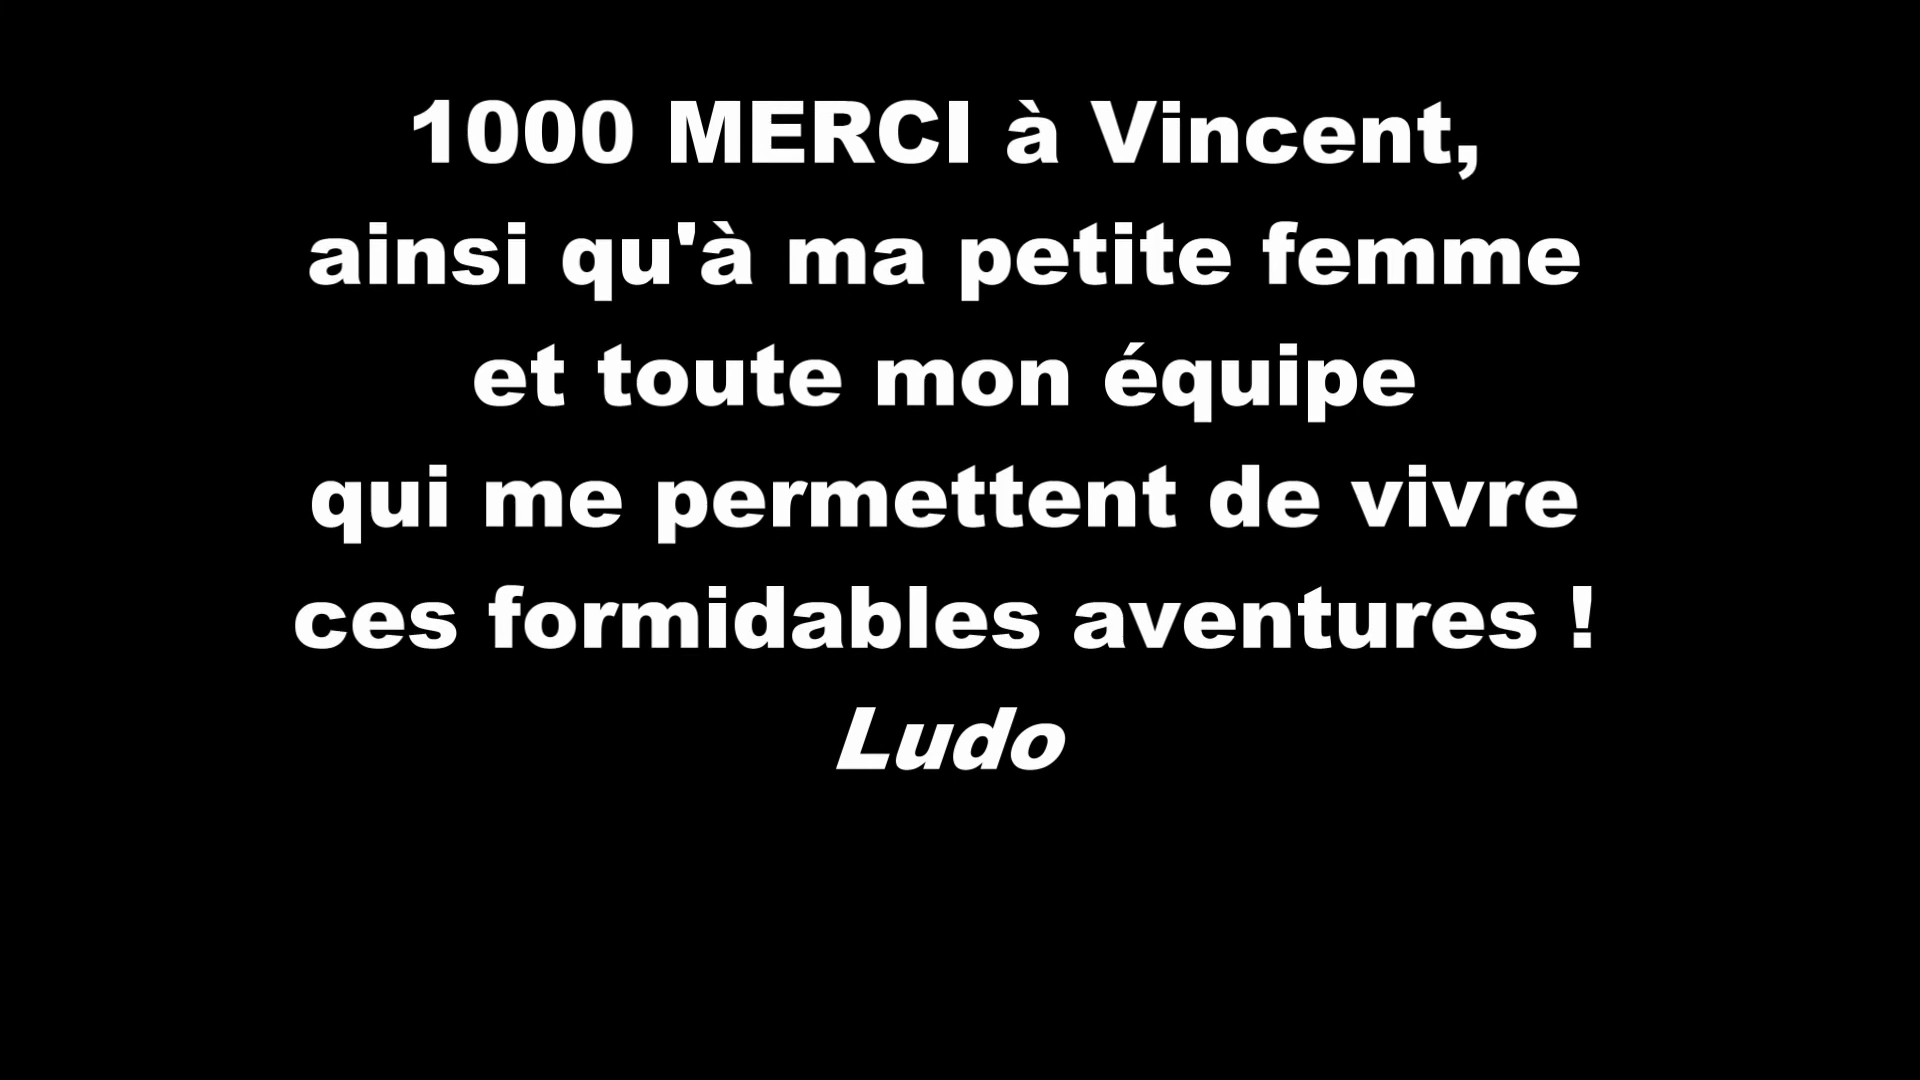 1000 MERCI à Vincent,
ainsi qu'à ma petite femme
et toute mon équipe
qui me permettent de vivre
ces formidables aventures !
Ludo